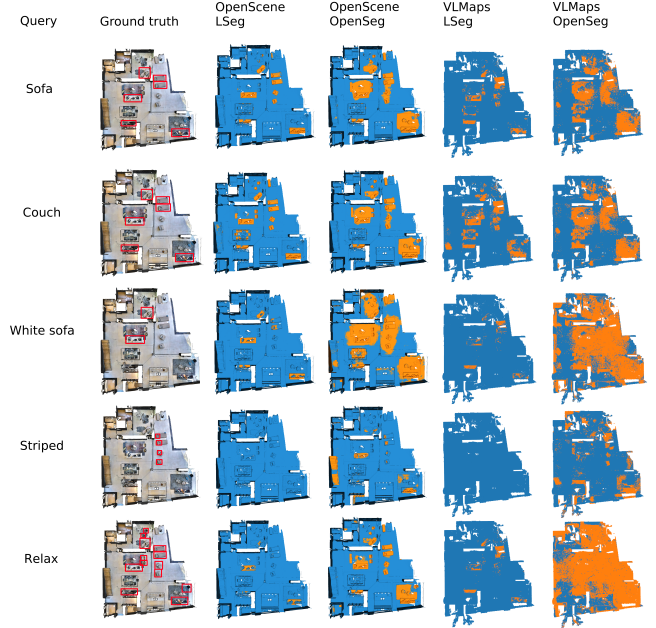 Query
Ground truth
OpenScene
LSeg
OpenScene
OpenSeg
VLMaps
LSeg
VLMaps
OpenSeg
Sofa
Couch
White sofa
Striped
Relax